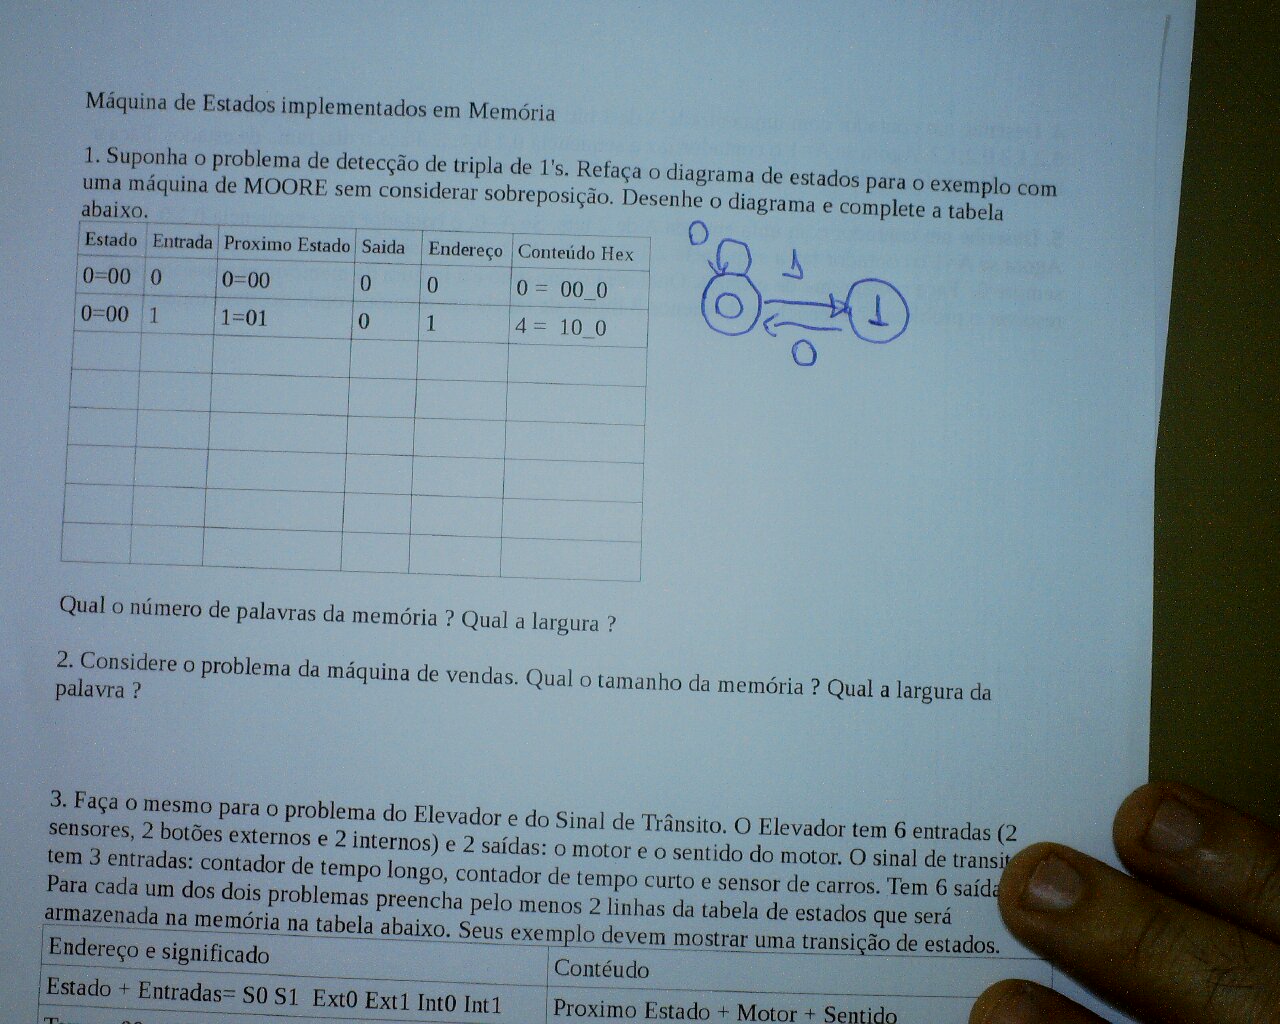 Máquina de Estados implementados em Memória
1. Suponha o problema de detecção de tripla de 1's. Refaça o diagrama de estados para o exemplo com
uma máquina de MOORE sem considerar sobreposição. Desenhe o diagrama e complete a tabela
abaixo.
Estado Entrada Proximo Estado Saida Endereço Conteúdo Hex
0=00 0 0=00 0 0 0 = 00_0
0=00 1 1=01 0 1 4 = 10_0
0 1
0 1
0
Qual o número de palavras da memória ? Qual a largura ?
2. Considere o problema da máquina de vendas. Qual o tamanho da memória ? Qual a largura da
palavra ?
3. Faça o mesmo para o problema do Elevador e do Sinal de Trânsito. O Elevador tem 6 entradas (2
sensores, 2 botões externos e 2 internos) e 2 saídas: o motor e o sentido do motor. O sinal de
tem 3 entradas: contador de tempo longo, contador de tempo curto e sensor de carros. Tem 6
Para cada um dos dois problemas preencha pelo menos 2 linhas da tabela de estados que será
armazenada na memória na tabela abaixo. Seus exemplo devem mostrar uma transição de estados.
Endereço e significado Contéudo
Estado + Entradas= S0 S1 Ext0 Ext1 Int0 Int1 Proximo Estado + Motor + Sentido